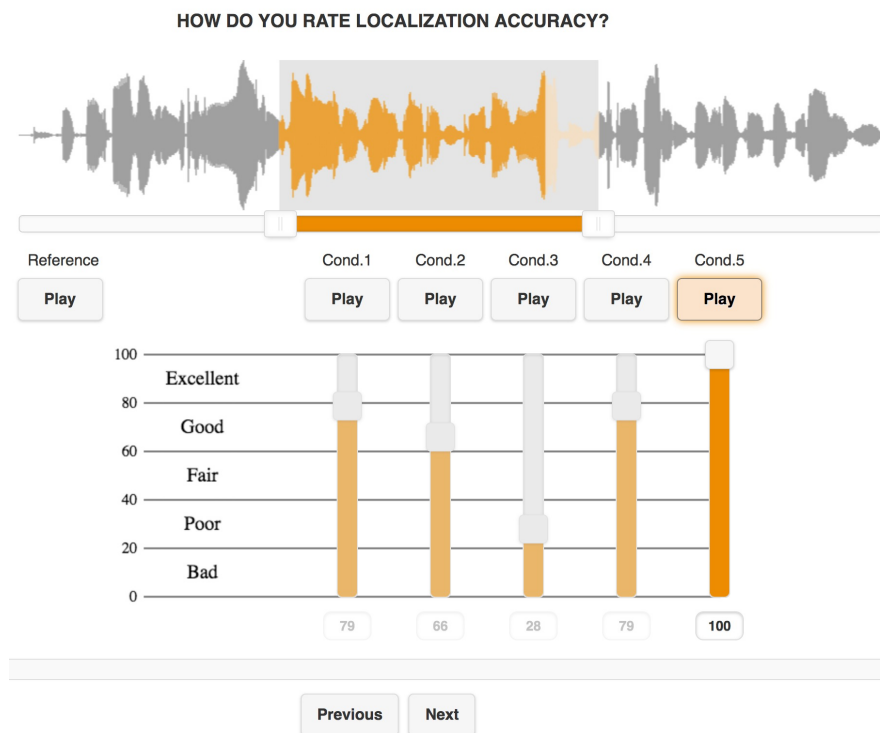 HOW DO YOU RATE LOCALIZATION ACCURACY?
Reference Cond.1 Cond.2 Cond.3 Cond.4 Cond.5
Play Play Play Play Play Play
100
Excellent
80
Good
60
Fair
40
Poor
20
Bad
0
79 66 28 79 100
Previous Next